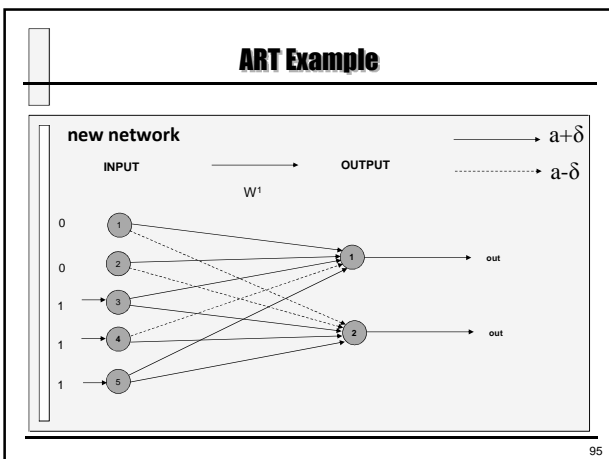 ART Example
new network
a+δ
a-δ
INPUT
OUTPUT
W¹
0
1
1
out
0
2
1
3
1
4
2
out
1
5
95